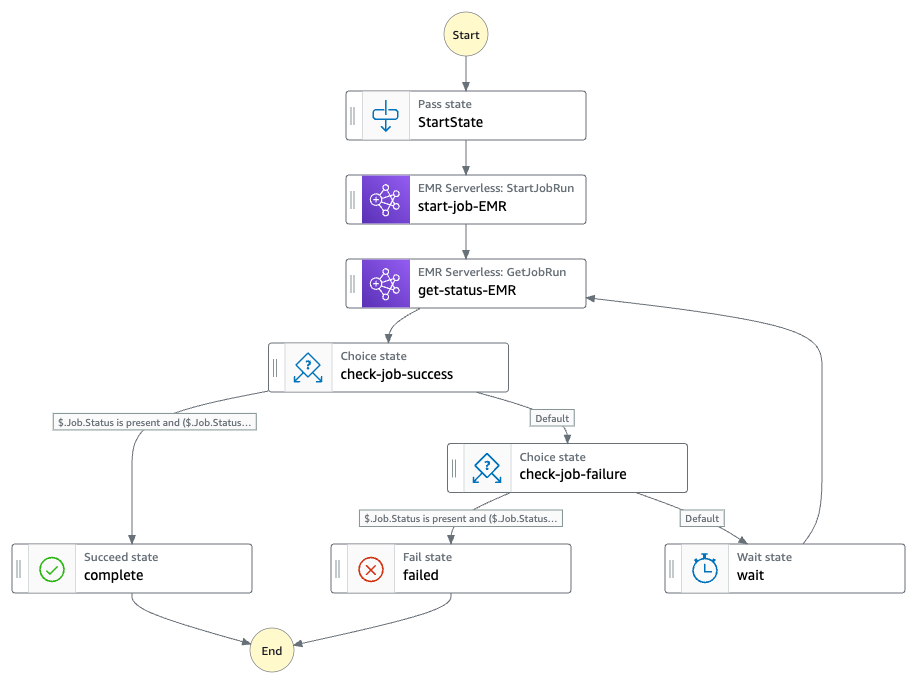 Start
Pass state
StartState
EMR Serverless: StartJobRun
start-job-EMR
EMR Serverless: GetJobRun
get-status-EMR
Choice state
check-job-success
$.Job.Status is present and ($.Job.Status...
Default
Choice state
check-job-failure
$.Job.Status is present and ($.Job.Status...
Default
Succeed state
complete
Fail state
failed
Wait state
wait
End